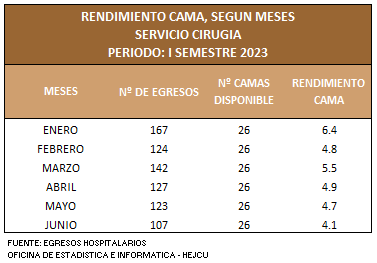 RENDIMIENTO CAMA, SEGUN MESES
SERVICIO CIRUGIA
PERIODO: I SEMESTRE 2023
MESES Nº DE EGRESOS Nº CAMAS DISPONIBLE RENDIMIENTO CAMA
ENERO 167 26 6.4
FEBRERO 124 26 4.8
MARZO 142 26 5.5
ABRIL 127 26 4.9
MAYO 123 26 4.7
JUNIO 107 26 4.1
FUENTE: EGRESOS HOSPITALARIOS
OFICINA DE ESTADISTICA E INFORMATICA - HEJCU